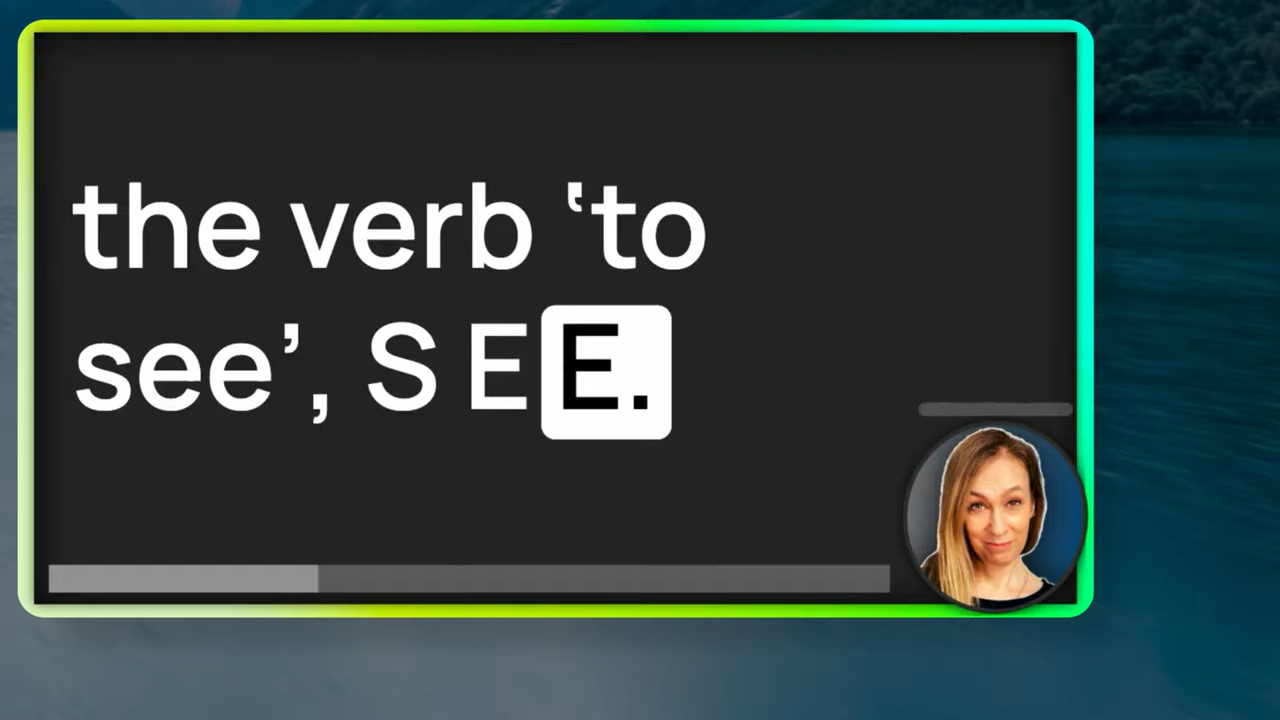 the verb ‛to
see’, S E E.